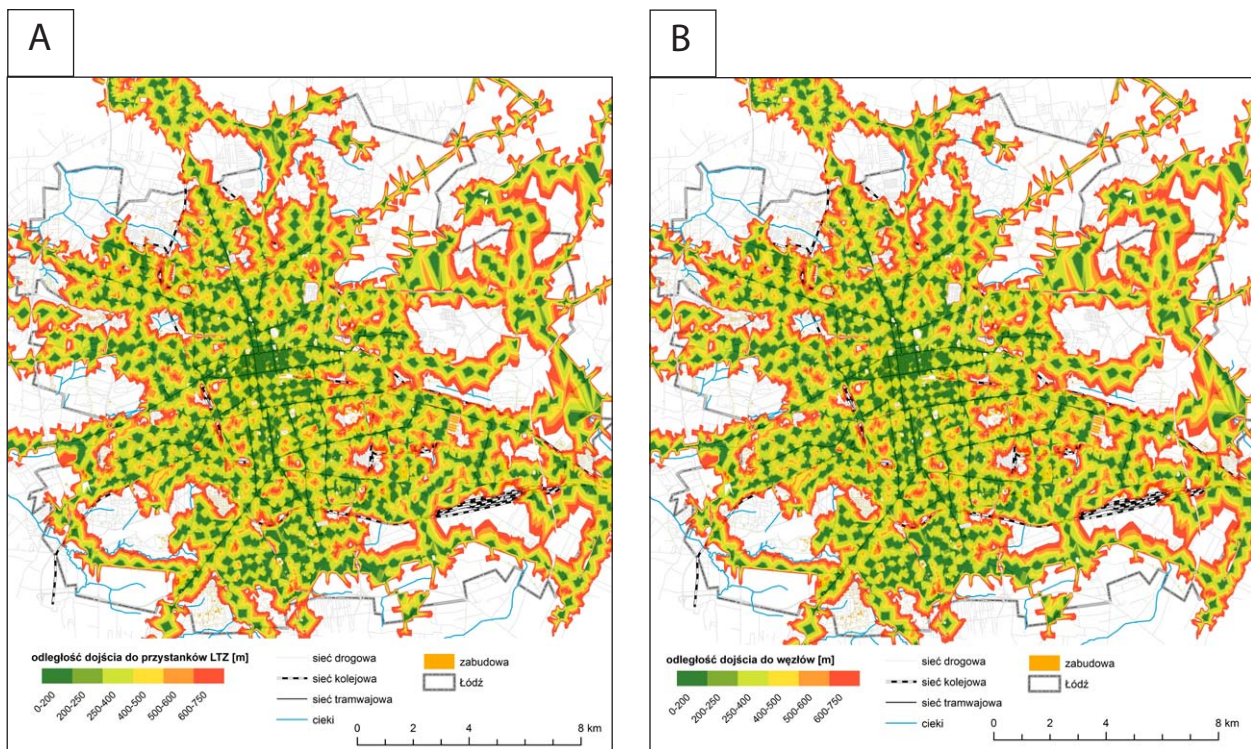 A
odległość dojścia do przystanków LTZ [m]
0-200
200-250
250-400
400-500
500-600
600-750
sieć drogowa
sieć kolejowa
sieć tramwajowa
cieki
zabudowa
Łódź
0 2 4 8 km
B
odległość dojścia do węzłów [m]
0-200
200-250
250-400
400-500
500-600
600-750
sieć drogowa
sieć kolejowa
sieć tramwajowa
cieki
zabudowa
Łódź
0 2 4 8 km